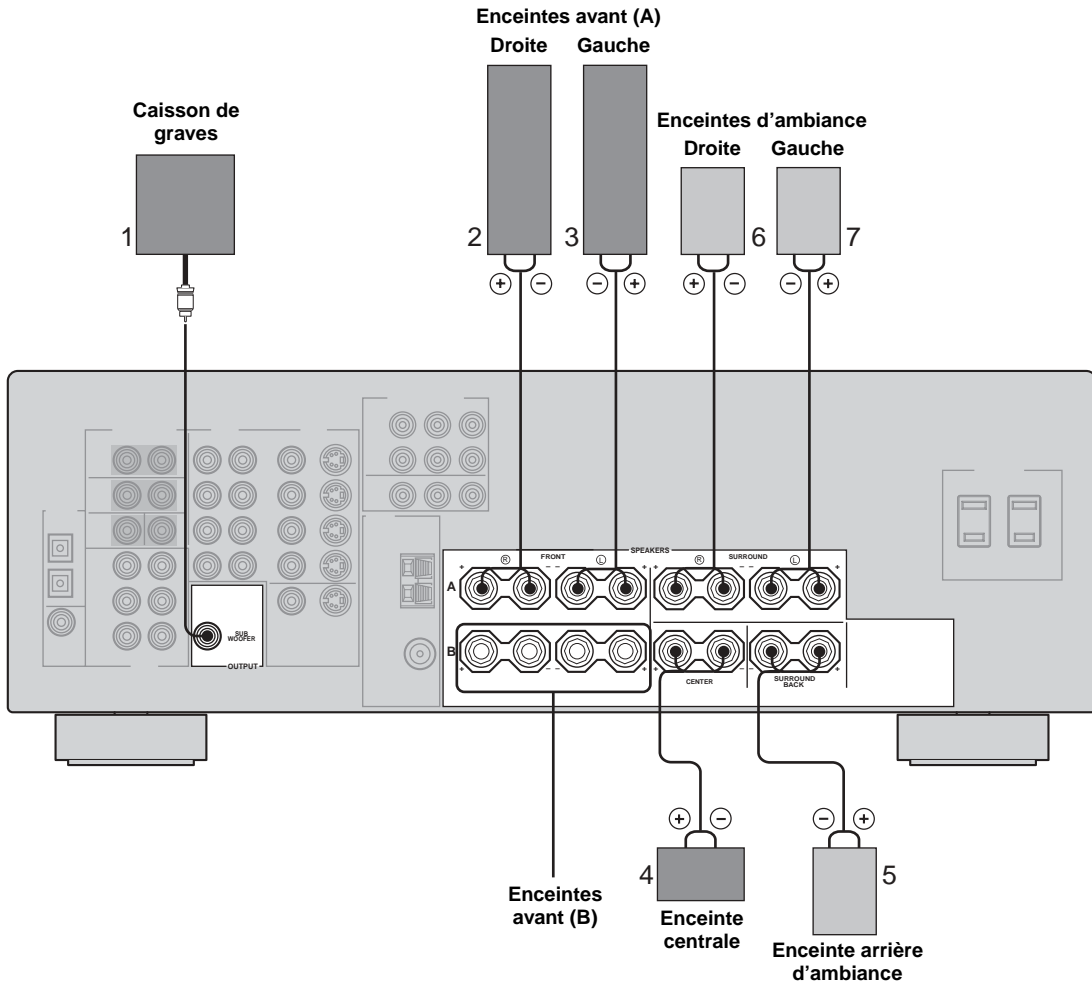 Enceintes avant (A)
Droite Gauche
Caisson de
graves
Enceintes d'ambiance
Droite Gauche
1
2 3
6 7
+ − − + + − − +
SPEAKERS
R FRONT L
R SURROUND L
+ - - + + - - +
A
SUB
WOOFER
OUTPUT
B
+ - - + + - - +
CENTER
SURROUND
BACK
+ − − +
4
5
Enceintes
avant (B)
Enceinte
centrale
Enceinte arrière
d'ambiance